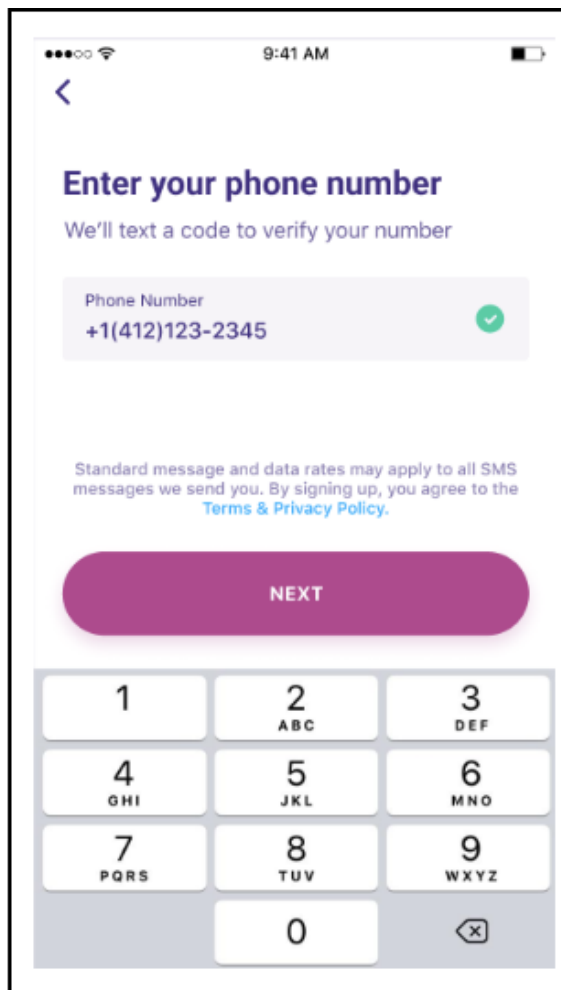 9:41 AM
Enter your phone number
We'll text a code to verify your number
Phone Number
+1(412)123-2345
Standard message and data rates may apply to all SMS
messages we send you. By signing up, you agree to the
Terms & Privacy Policy.
NEXT
1 2 3
ABC DEF
4 5 6
GHI JKL MNO
7 8 9
PQRS TUV WXYZ
0